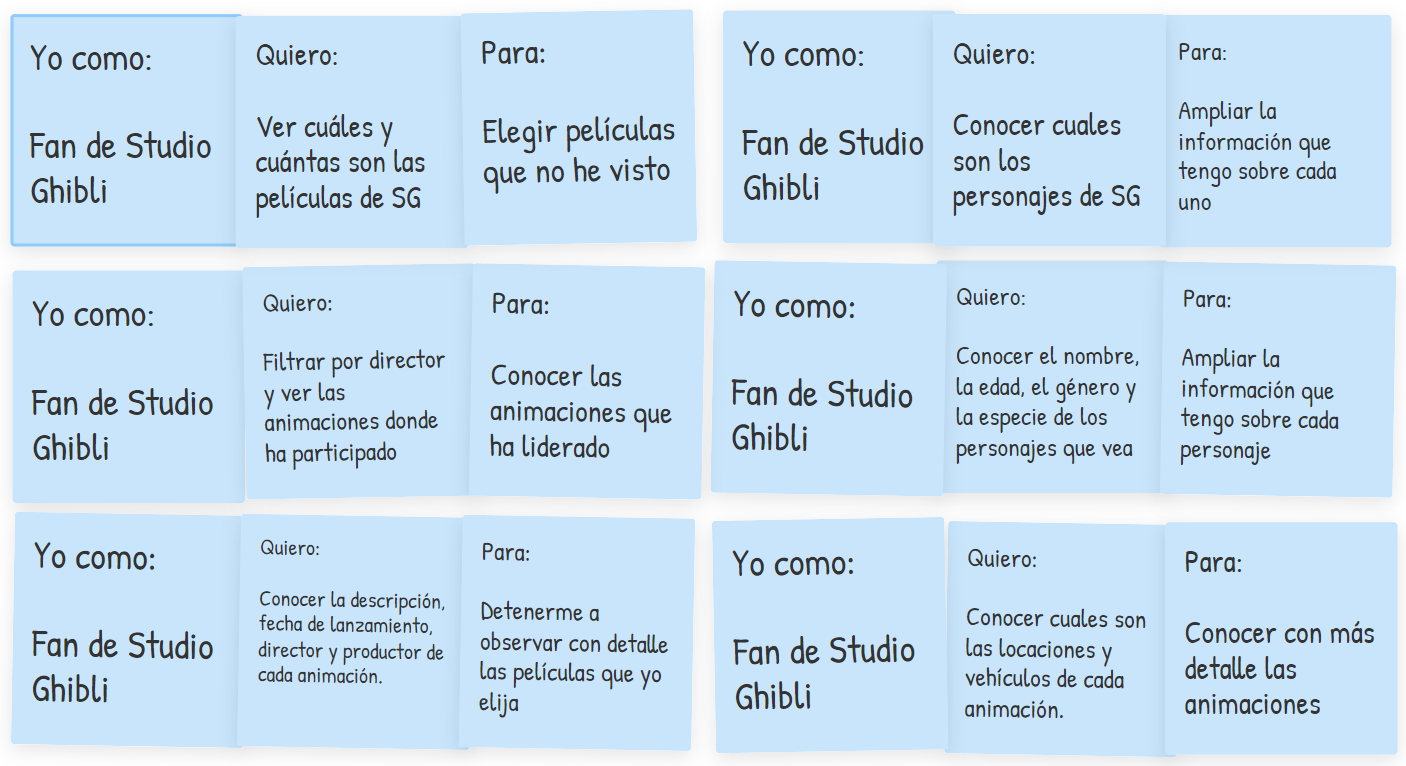 Yo como:
Fan de Studio
Ghibli
Quiero:
Ver cuáles y
cuántas son las
películas de SG
Para:
Elegir películas
que no he visto
Yo como:
Fan de Studio
Ghibli
Quiero:
Conocer cuales
son los
personajes de SG
Para:
Ampliar la
información que
tengo sobre cada
uno
Yo como:
Fan de Studio
Ghibli
Quiero:
Filtrar por director
y ver las
animaciones donde
ha participado
Para:
Conocer las
animaciones que
ha liderado
Yo como:
Fan de Studio
Ghibli
Quiero:
Conocer el nombre,
la edad, el género y
la especie de los
personajes que vea
Para:
Ampliar la
información que
tengo sobre cada
personaje
Yo como:
Fan de Studio
Ghibli
Quiero:
Conocer la descripción,
fecha de lanzamiento,
director y productor de
cada animación.
Para:
Detenerme a
observar con detalle
las películas que yo
elija
Yo como:
Fan de Studio
Ghibli
Quiero:
Conocer cuales son
las locaciones y
vehículos de cada
animación.
Para:
Conocer con más
detalle las
animaciones